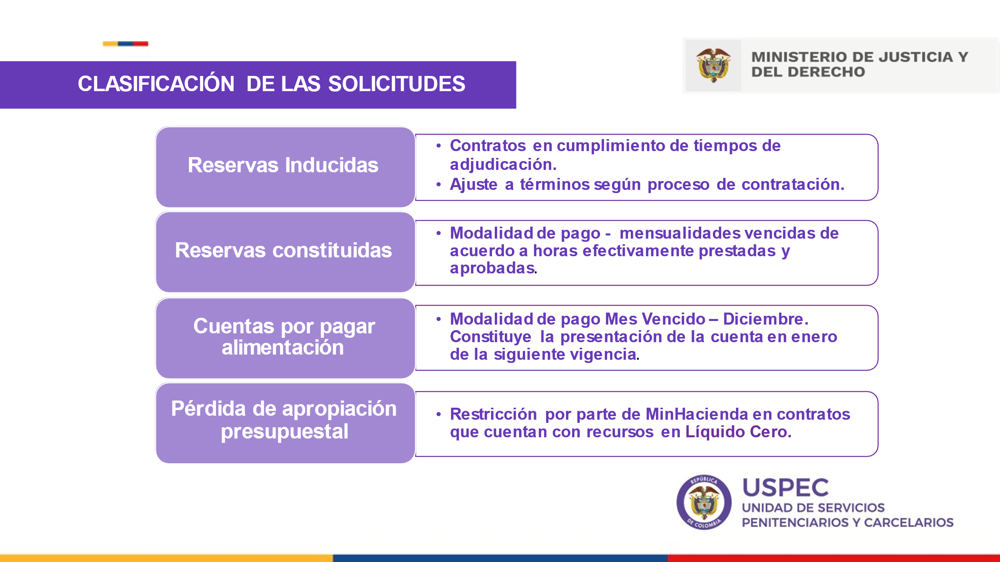 MINISTERIO DE JUSTICIA Y
DEL DERECHO
CLASIFICACIÓN DE LAS SOLICITUDES
Reservas Inducidas
• Contratos en cumplimiento de tiempos de
adjudicación.
• Ajuste a términos según proceso de contratación.
Reservas constituidas
• Modalidad de pago - mensualidades vencidas de
acuerdo a horas efectivamente prestadas y
aprobadas.
Cuentas por pagar
alimentación
• Modalidad de pago Mes Vencido – Diciembre.
Constituye la presentación de la cuenta en enero
de la siguiente vigencia.
Pérdida de apropiación
presupuestal
• Restricción por parte de MinHacienda en contratos
que cuentan con recursos en Líquido Cero.
REPÚBLICA
DE COLOMBIA
USPEC
UNIDAD DE SERVICIOS
PENITENCIARIOS Y CARCELARIOS